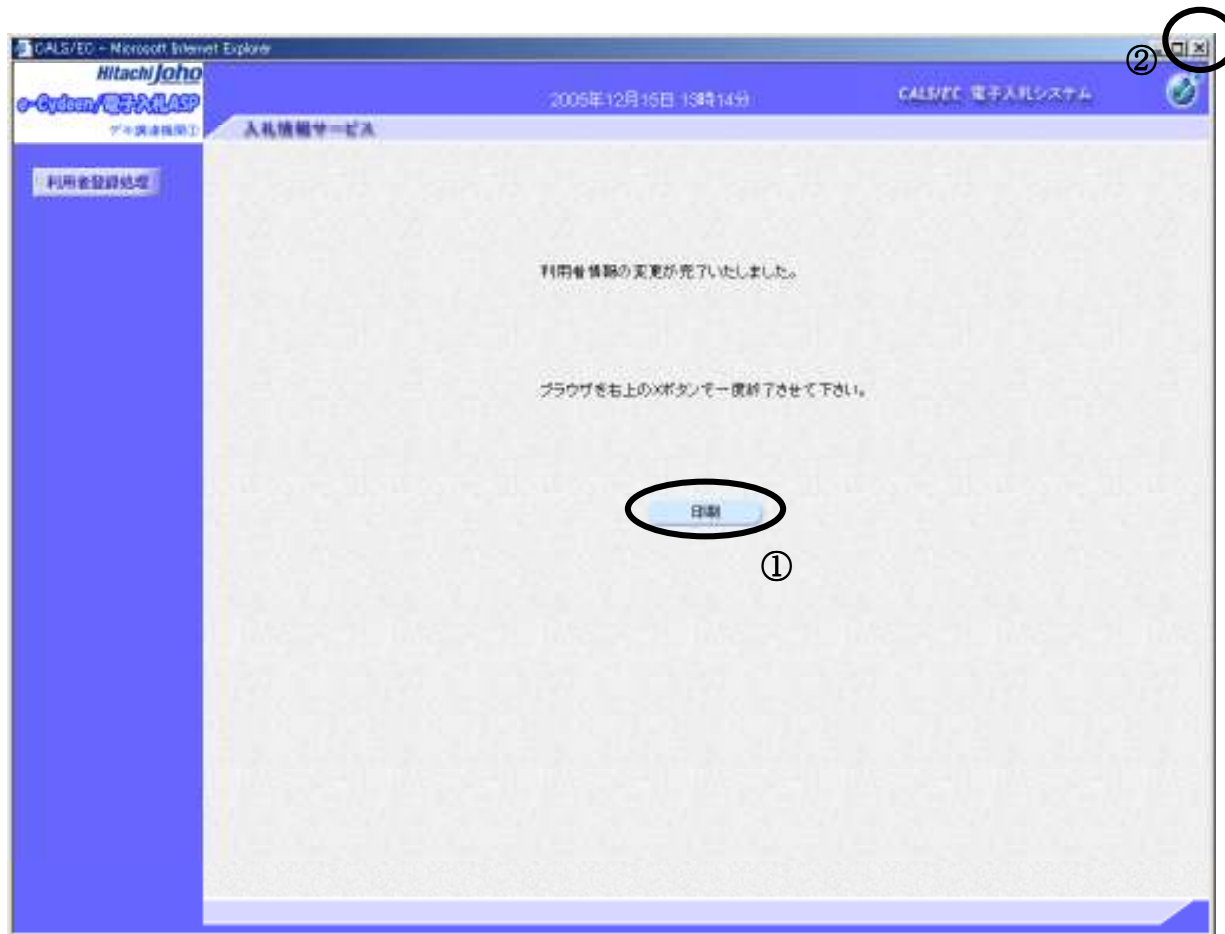 CALS/EC - Microsoft Internet Explorer
②
Hitachi Joho
e-Cydeen/電子入札ASP
2005年12月15日 13時14分
CALS/EC 電子入札システム
入札情報サービス
利用者登録処理
利用者情報の変更が完了いたしました。
ブラウザを右上の×ボタンで一度終了させて下さい。
印刷
①